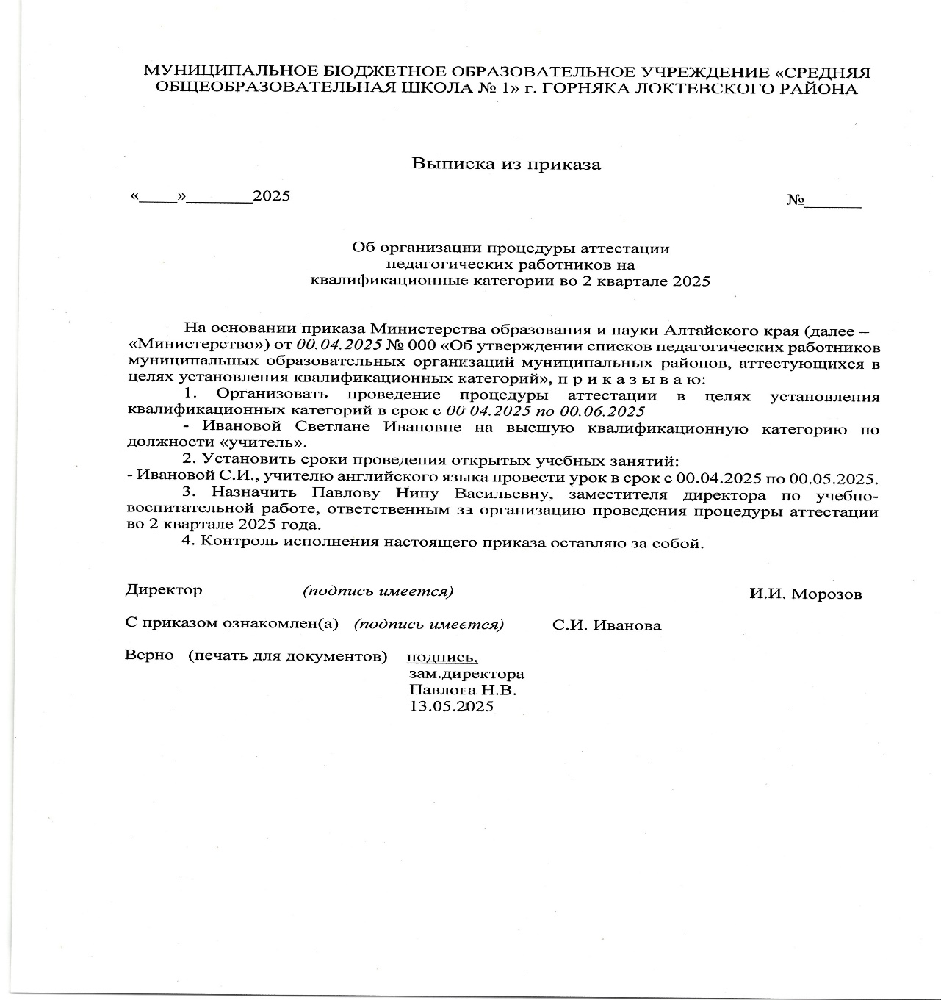 МУНИЦИПАЛЬНОЕ БЮДЖЕТНОЕ ОБРАЗОВАТЕЛЬНОЕ УЧРЕЖДЕНИЕ «СРЕДНЯЯ
ОБЩЕОБРАЗОВАТЕЛЬНАЯ ШКОЛА № 1» г. ГОРНЯКА ЛОКТЕВСКОГО РАЙОНА
Выписка из приказа
«____»_______2025 №______
Об организации процедуры аттестации
педагогических работников на
квалификационные категории во 2 квартале 2025
На основании приказа Министерства образования и науки Алтайского края (далее –
«Министерство») от 00.04.2025 № 000 «Об утверждении списков педагогических работников
муниципальных образовательных организаций муниципальных районов, аттестующихся в
целях установления квалификационных категорий», п р и к а з ы в а ю:
1. Организовать проведение процедуры аттестации в целях установления
квалификационных категорий в срок с 00 04.2025 по 00.06.2025
- Ивановой Светлане Ивановне на высшую квалификационную категорию по
должности «учитель».
2. Установить сроки проведения открытых учебных занятий:
- Ивановой С.И., учителю английского языка провести урок в срок с 00.04.2025 по 00.05.2025.
3. Назначить Павлову Нину Васильевну, заместителя директора по учебно-
воспитательной работе, ответственным за организацию проведения процедуры аттестации
во 2 квартале 2025 года.
4. Контроль исполнения настоящего приказа оставляю за собой.
Директор (подпись имеется) И.И. Морозов
С приказом ознакомлен(а) (подпись имеется) С.И. Иванова
Верно (печать для документов) подпись,
зам.директора
Павлова Н.В.
13.05.2025